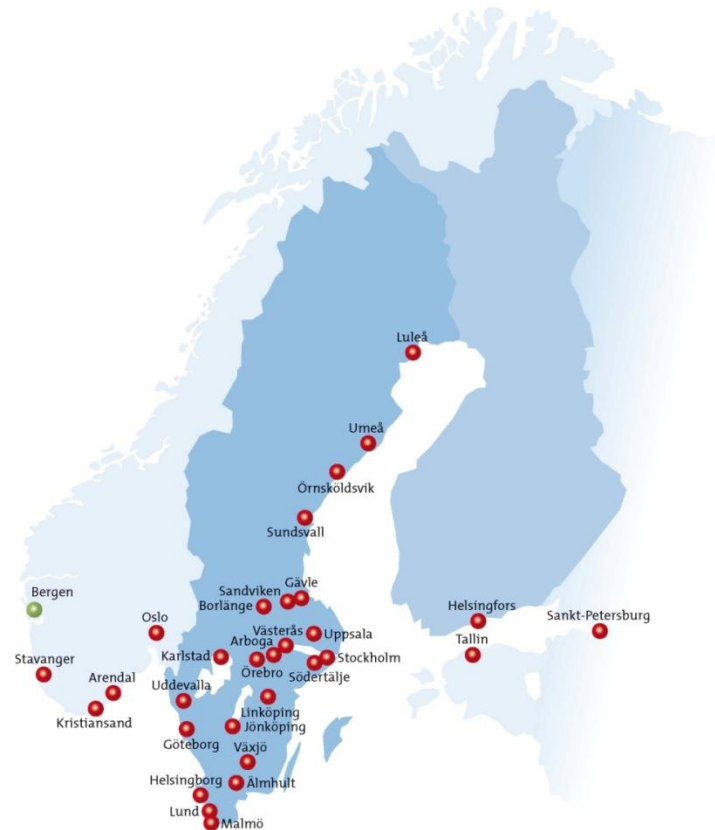 Luleå
Umeå
Örnsköldsvik
Sundsvall
Gävle
Sandviken
Borlänge
Bergen
Helsingfors
Sankt-Petersburg
Oslo
Västerås
Uppsala
Arboga
Tallin
Karlstad
Stockholm
Stavanger
Örebro
Södertälje
Arendal
Uddevalla
Linköping
Kristiansand
Jönköping
Göteborg
Växjö
Helsingborg
Älmhult
Lund
Malmö